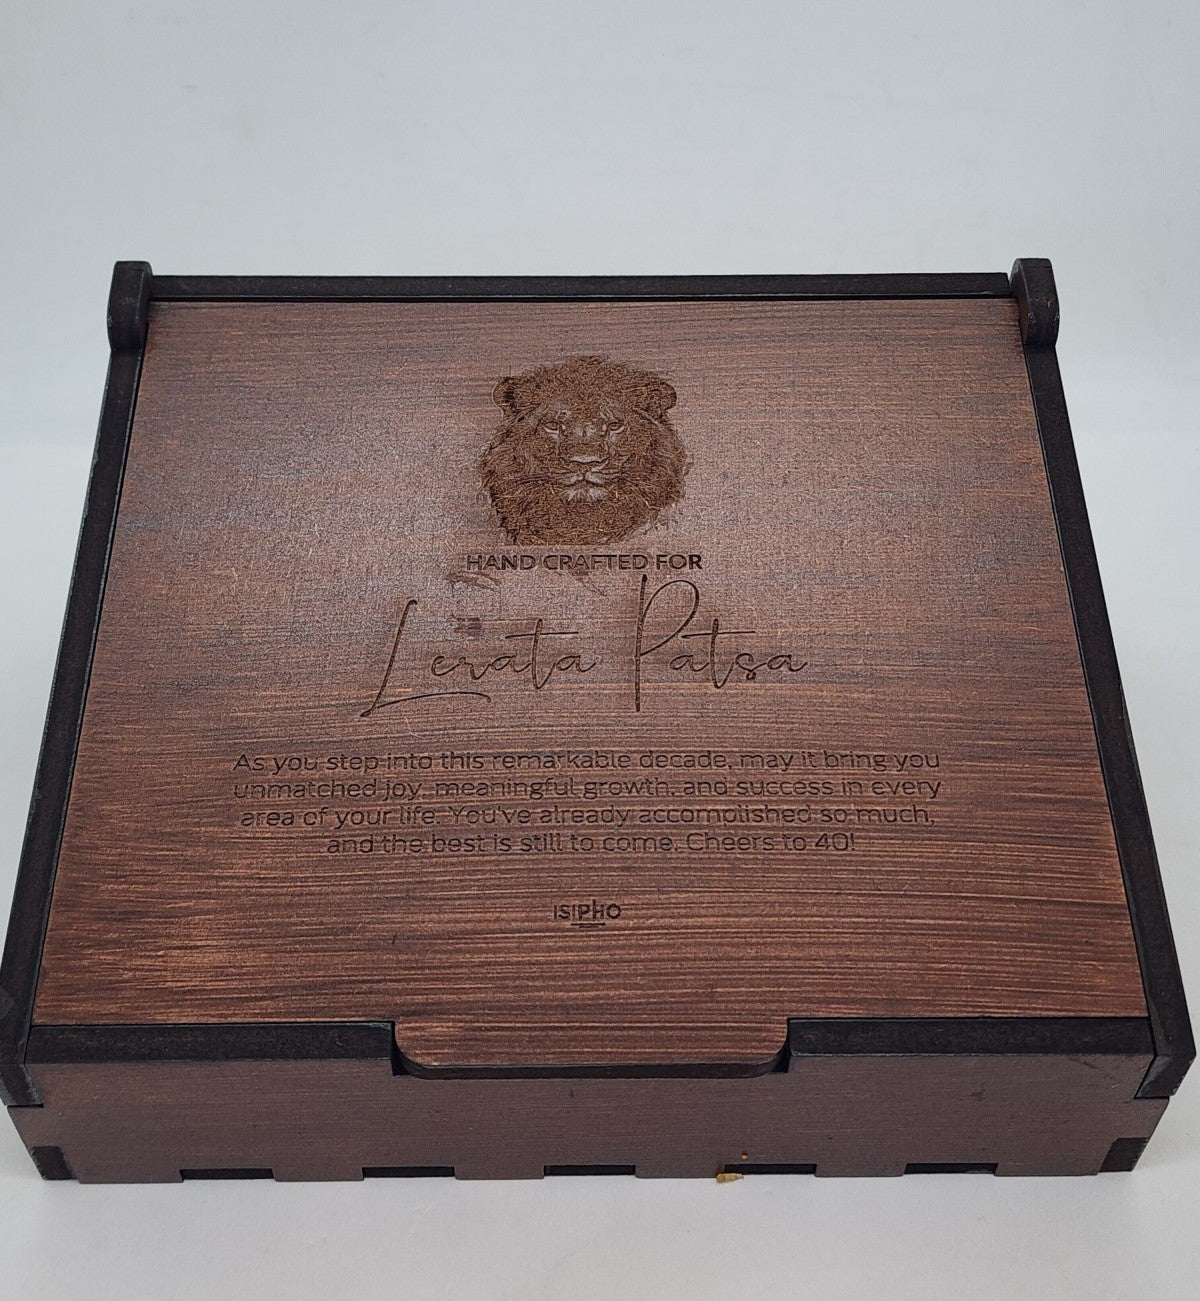 HAND CRAFTED FOR
Lerata Patsa
As you step into this remarkable decade, may it bring you
unmatched joy, meaningful growth, and success in every
area of your life. You've already accomplished so much,
and the best is still to come. Cheers to 40!
ISIPHO